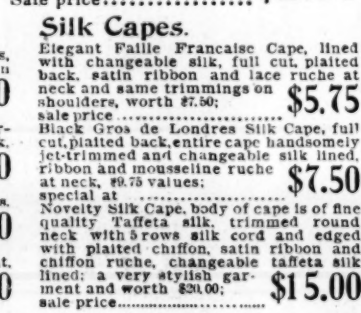 Sale price
Silk Capes.
Elegant Faille Francaise Cape, lined
with changeable silk, full cut, plaited
back, satin ribbon and lace ruche at
neck and same trimmings on
shoulders, worth $7.50;
sale price
$5.75
Black Gros de Londres Silk Cape, full
cut, plaited back, entire cape handsomely
jet-trimmed and changeable silk lined,
ribbon and mousseline ruche
at neck, $9.75 values;
special at
$7.50
Novelty Silk Cape, body of cape is of fine
quality Taffeta silk, trimmed round
neck with 5 rows silk cord and edged
with plaited chiffon, satin ribbon and
chiffon ruche, changeable taffeta silk
lined; a very stylish gar-
ment and worth $20.00;
sale price
$15.00